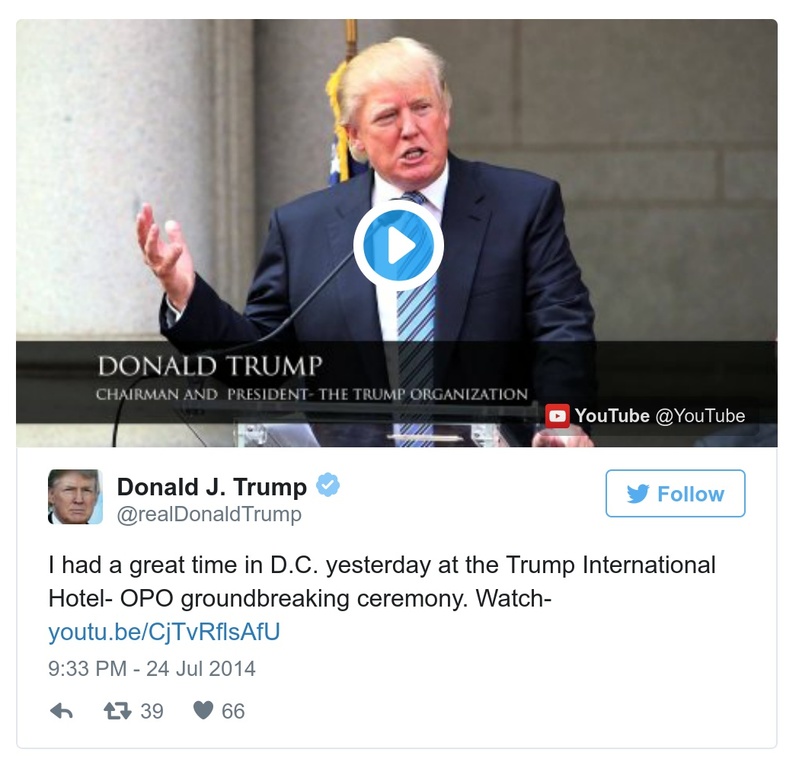 DONALD TRUMP
CHAIRMAN AND PRESIDENT- THE TRUMP ORGANIZATION
YouTube @YouTube
Donald J. Trump
@realDonaldTrump
Follow
I had a great time in D.C. yesterday at the Trump International
Hotel- OPO groundbreaking ceremony. Watch-
youtu.be/CjTvRflsAfU
9:33 PM - 24 Jul 2014
39 66